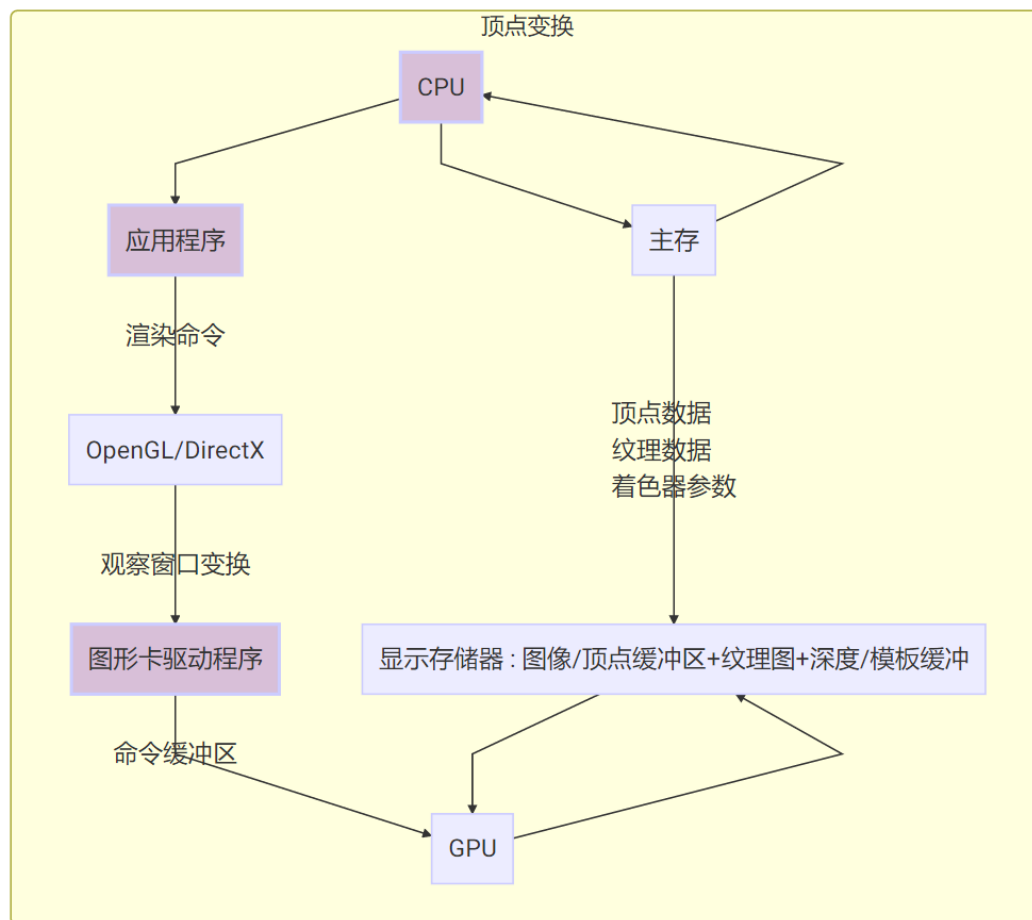 顶点变换
CPU
应用程序
主存
渲染命令
顶点数据
纹理数据
着色器参数
OpenGL/DirectX
观察窗口变换
图形卡驱动程序
显示存储器 : 图像/顶点缓冲区+纹理图+深度/模板缓冲
命令缓冲区
GPU